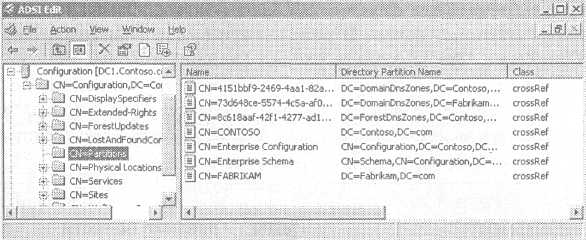 ADSI Edit
File Action View Window Help
Configuration [DC1.Contoso.co
CN=Configuration,DC=Cor
CN=DisplaySpecifiers
CN=Extended-Rights
CN=ForestUpdates
CN=LostAndFoundCor
CN=Partitions
CN=Physical Locations
CN=Services
CN=Sites
Name Directory Partition Name Class
CN=4151bbf9-2469-4aa1-82a... DC=DomainDnsZones,DC=Contoso,... crossRef
CN=73d648ce-5574-4c5a-af0... DC=DomainDnsZones,DC=Fabrikam... crossRef
CN=8c618aaf-42f1-4277-ad1... DC=ForestDnsZones,DC=Contoso,... crossRef
CN=CONTOSO DC=Contoso,DC=com crossRef
CN=Enterprise Configuration CN=Configuration,DC=Contoso,DC... crossRef
CN=Enterprise Schema CN=Schema,CN=Configuration,DC=... crossRef
CN=FABRIKAM DC=Fabrikam,DC=com crossRef